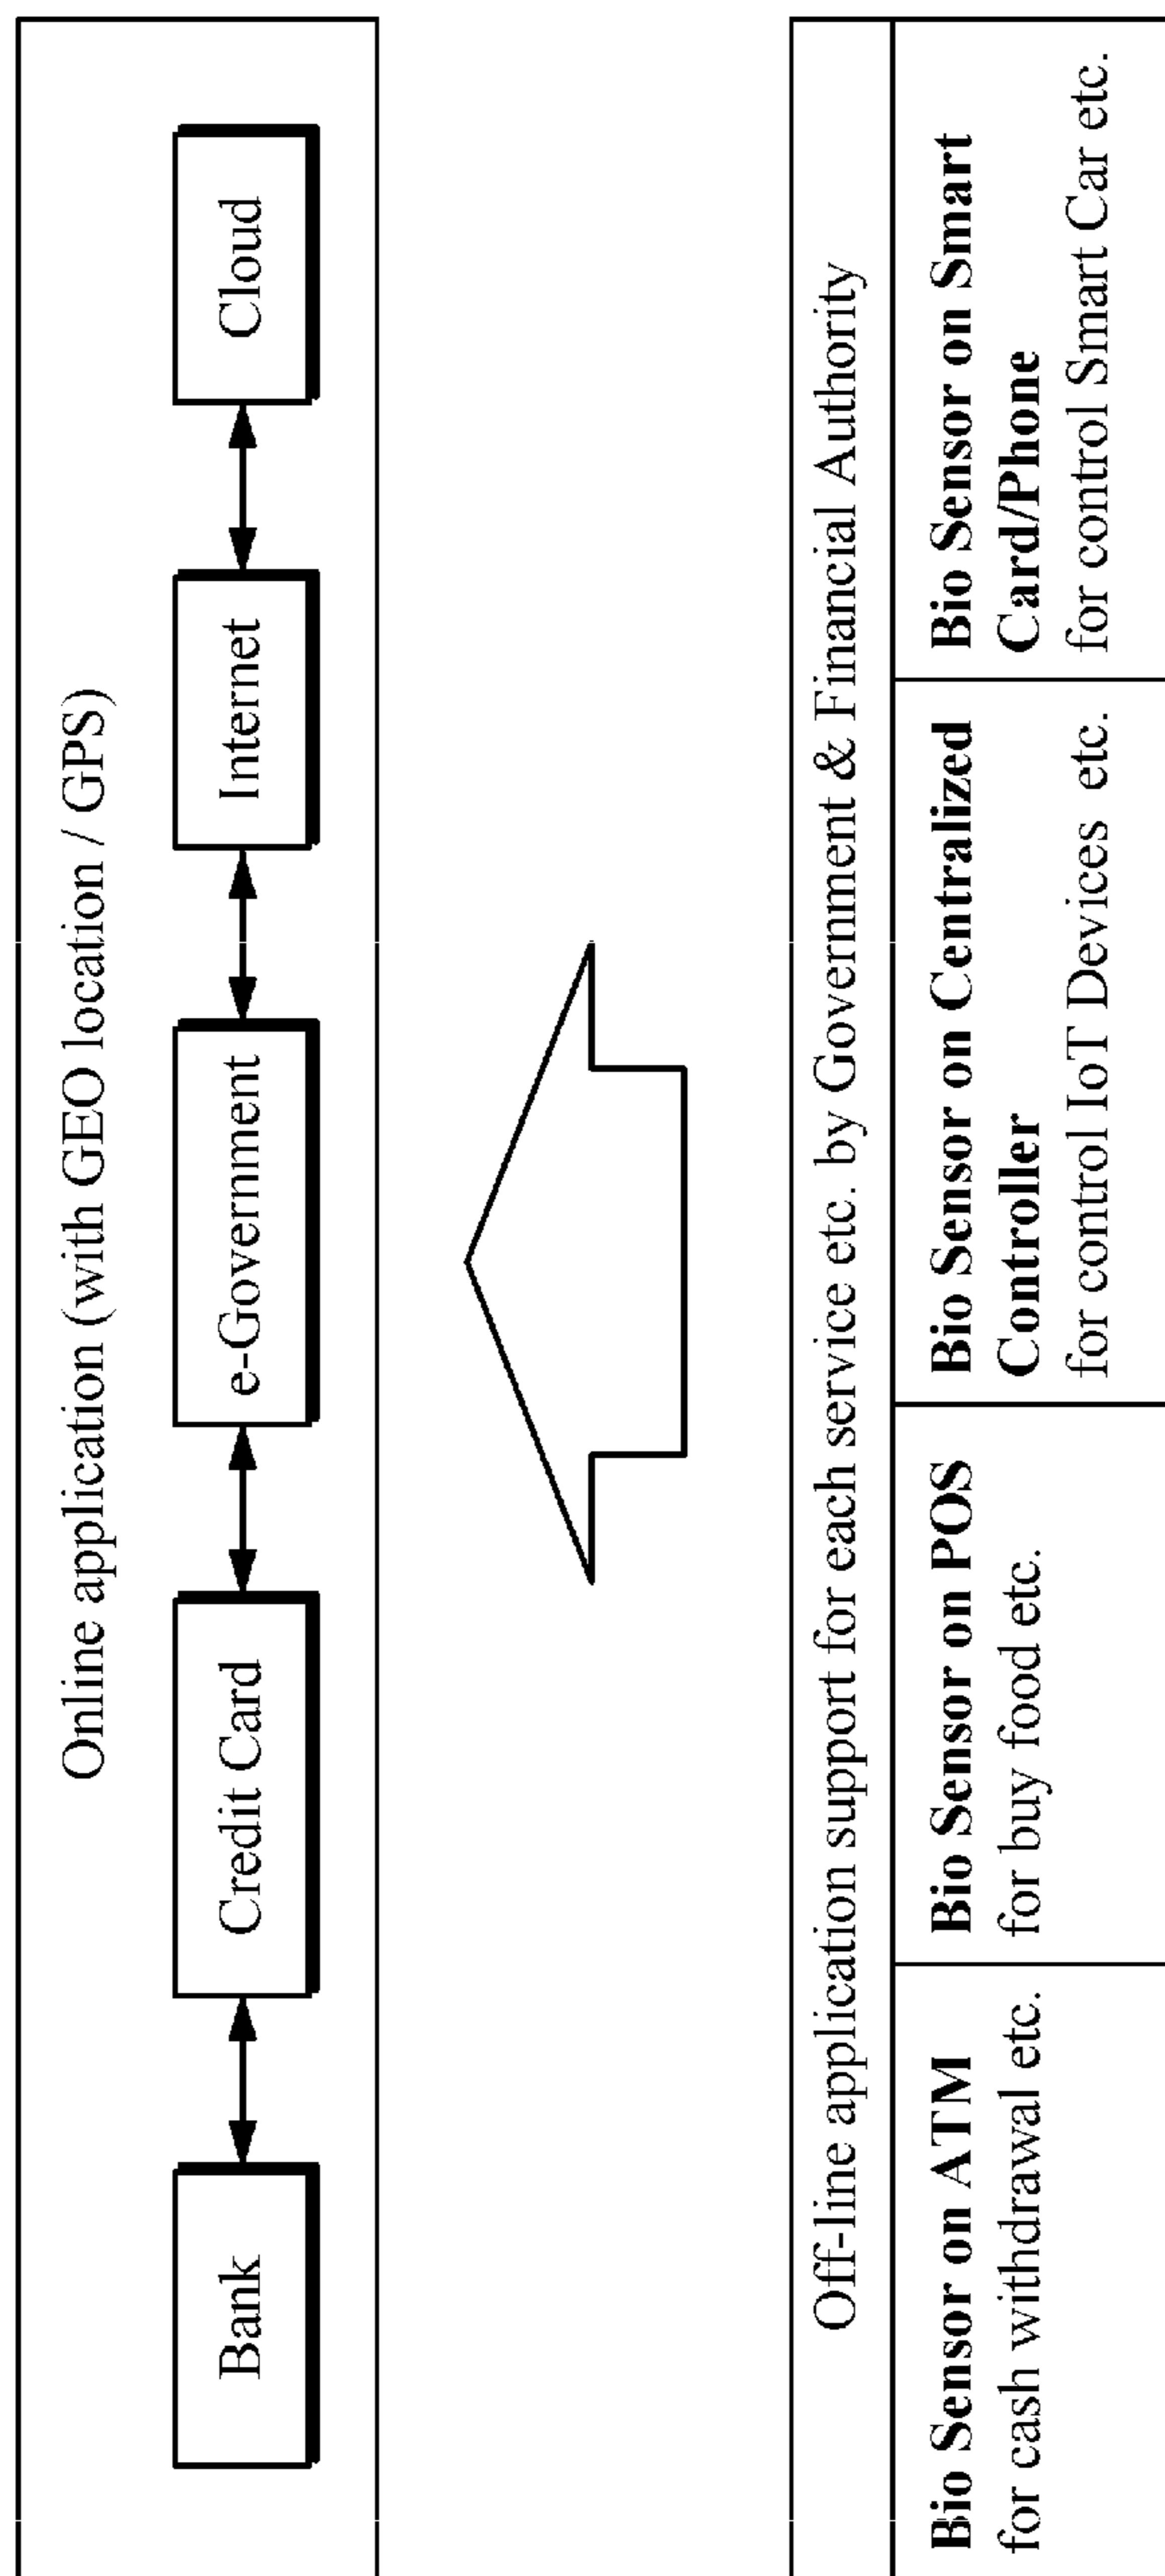 Online application (with GEO location / GPS)
Bank
Credit Card
e-Government
Internet
Cloud
Off-line application support for each service etc. by Government & Financial Authority
Bio Sensor on ATM
for cash withdrawal etc.
Bio Sensor on POS
for buy food etc.
Bio Sensor on Centralized
Controller
for control IoT Devices etc.
Bio Sensor on Smart
Card/Phone
for control Smart Car etc.